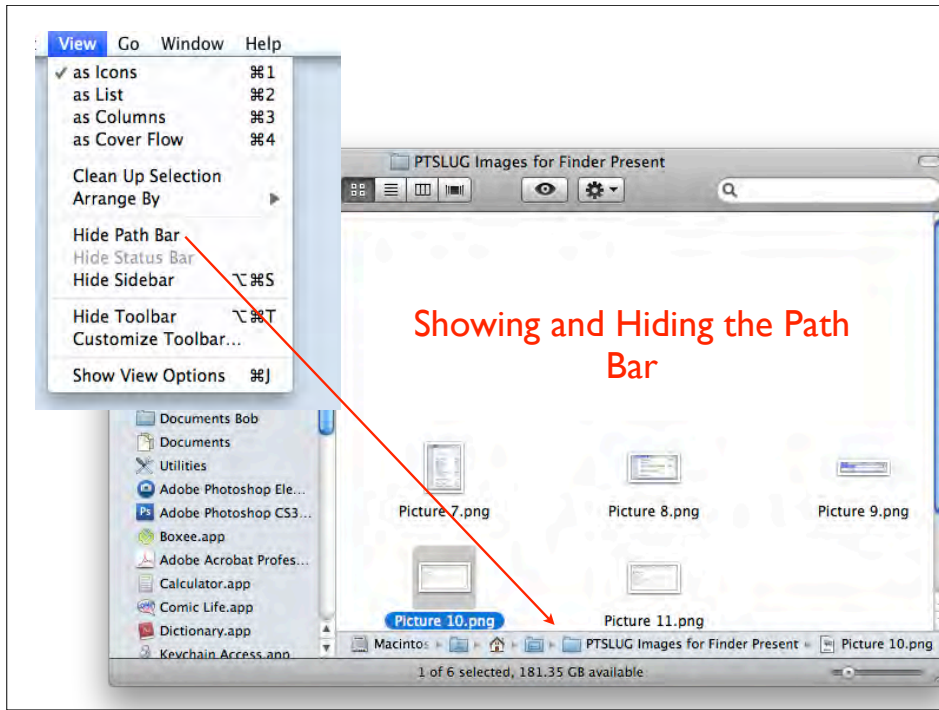 View Go Window Help
✓ as Icons ⌘1
as List ⌘2
as Columns ⌘3
as Cover Flow ⌘4
Clean Up Selection
Arrange By ▶
Hide Path Bar
Hide Status Bar
Hide Sidebar ⌥⌘S
Hide Toolbar ⌥⌘T
Customize Toolbar...
Show View Options ⌘J
PTSLUG Images for Finder Present
Showing and Hiding the Path
Bar
Documents Bob
Documents
Utilities
Adobe Photoshop Ele...
Adobe Photoshop CS3...
Boxee.app
Adobe Acrobat Profes...
Calculator.app
Comic Life.app
Dictionary.app
Keychain Access.app
Picture 7.png
Picture 8.png
Picture 9.png
Picture 10.png
Picture 11.png
Macintos PTSLUG Images for Finder Present Picture 10.png
1 of 6 selected, 181.35 GB available